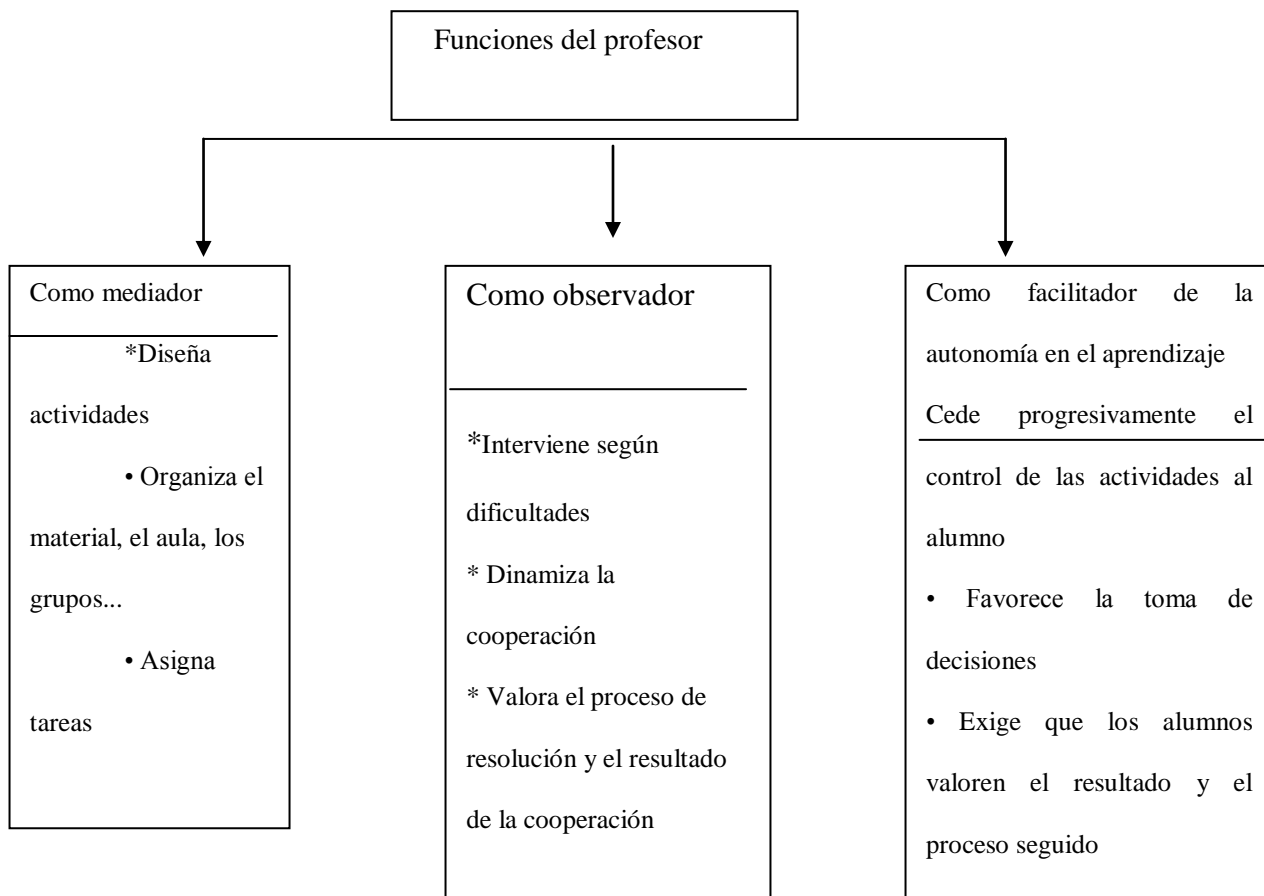 Funciones del profesor
Como mediador
*Diseña
actividades
• Organiza el
material, el aula, los
grupos...
• Asigna
tareas
Como observador
*Interviene según
dificultades
* Dinamiza la
cooperación
* Valora el proceso de
resolución y el resultado
de la cooperación
Como facilitador de la
autonomía en el aprendizaje
Cede progresivamente el
control de las actividades al
alumno
• Favorece la toma de
decisiones
• Exige que los alumnos
valoren el resultado y el
proceso seguido